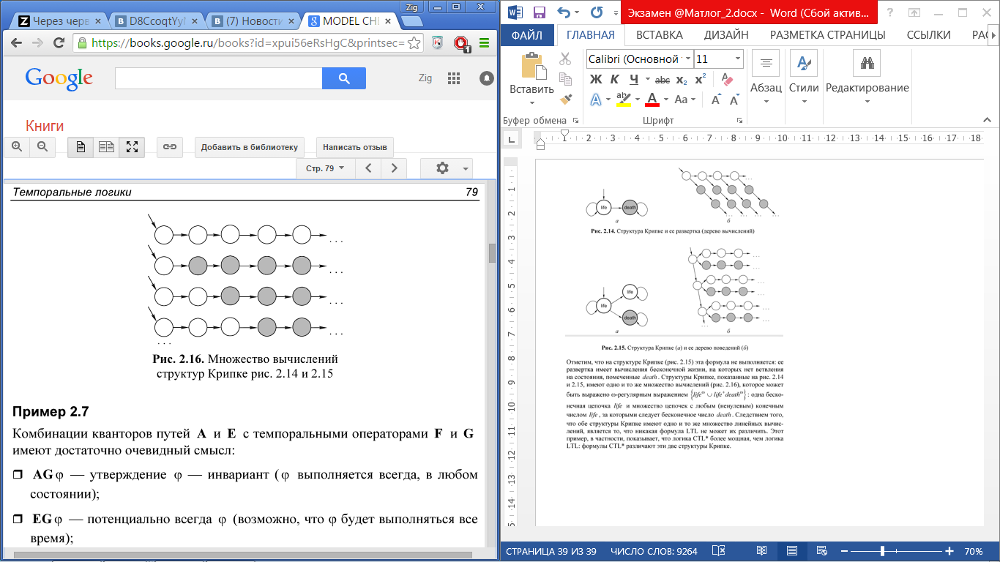 Zig
Через черв
D8CcoqtYyI
(7) Новости
MODEL CHE
https://books.google.ru/books?id=xpui56eRsHgC&printsec=
1
Google
Zig
Книги
Добавить в библиотеку
Написать отзыв
Стр. 79
Темпоральные логики 79
. . .
. . .
. . .
. . .
. . .
Рис. 2.16. Множество вычислений
структур Крипке рис. 2.14 и 2.15
Пример 2.7
Комбинации кванторов путей A и E с темпоральными операторами F и G
имеют достаточно очевидный смысл:
❒ AG φ — утверждение φ — инвариант (φ выполняется всегда, в любом
состоянии);
❒ EG φ — потенциально всегда φ (возможно, что φ будет выполняться все
время);
Экзамен @Матлог_2.docx - Word (Сбой актив...
?
ФАЙЛ
ГЛАВНАЯ
ВСТАВКА
ДИЗАЙН
РАЗМЕТКА СТРАНИЦЫ
ССЫЛКИ
РАС
Вставить
Calibri (Основной
11
Ж К Ч abc x₂ x²
A ab A Aa A A
Абзац
Стили
Редактирование
Буфер обмена
Шрифт
1 2 3 4 5 6 7 8 9 10 11 12 13 14 15 16 17 18
life
death
а
б
Рис. 2.14. Структура Крипке и ее развертка (дерево вычислений)
life
life
death
а
б
Рис. 2.15. Структура Крипке (а) и ее дерево поведений (б)
Отметим, что на структуре Крипке (рис. 2.15) эта формула не выполняется: ее
развертка имеет вычисления бесконечной жизни, на которых нет ветвления
на состояния, помеченные death. Структуры Крипке, показанные на рис. 2.14
и 2.15, имеют одно и то же множество вычислений (рис. 2.16), которое может
быть выражено ω-регулярным выражением {life^ω ∪ life⁺death^ω}: одна беско-
нечная цепочка life и множество цепочек с любым (ненулевым) конечным
числом life, за которыми следует бесконечное число death. Следствием того,
что обе структуры Крипке имеют одно и то же множество линейных вычис-
лений, является то, что никакая формула LTL не может их различить. Этот
пример, в частности, показывает, что логика CTL* более мощная, чем логика
LTL: формулы CTL* различают эти две структуры Крипке.
СТРАНИЦА 39 ИЗ 39
ЧИСЛО СЛОВ: 9264
70%